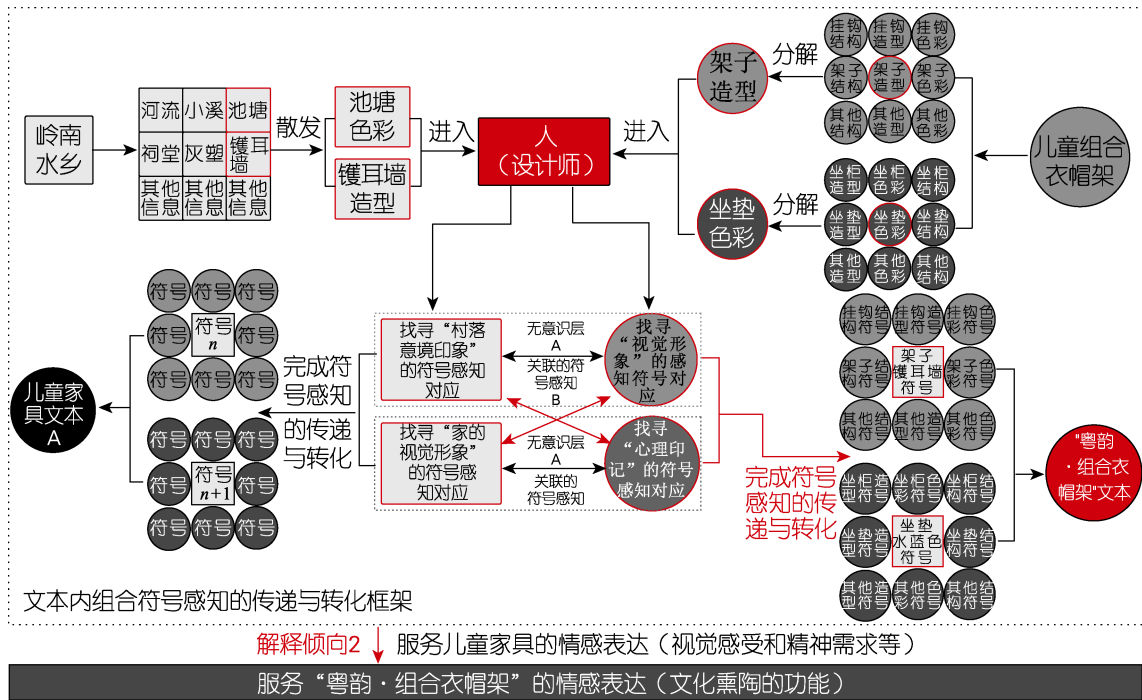 岭南
水乡
河流
小溪
池塘
祠堂
灰塑
镬耳
墙
其他
信息
其他
信息
其他
信息
散发
池塘
色彩
镬耳墙
造型
进入
人
（设计师）
进入
架子
造型
坐垫
色彩
分解
分解
挂钩
结构
挂钩
造型
挂钩
色彩
架子
结构
架子
造型
架子
色彩
其他
结构
其他
造型
其他
色彩
坐柜
造型
坐柜
色彩
坐柜
结构
坐垫
造型
坐垫
色彩
坐垫
结构
其他
造型
其他
色彩
其他
结构
儿童组合
衣帽架
符号
符号
符号
符号
符号
n
符号
符号
符号
符号
符号
符号
符号
符号
符号
n+1
符号
符号
符号
符号
儿童家
具文本
A
完成符
号感知
的传递
与转化
找寻“村落
意境印象”
的符号感知
对应
无意识层
A
关联的符
号感知
B
找寻
“视觉形
象”的感
知符号对
应
找寻“家的
视觉形象”
的符号感
知对应
无意识层
A
关联的
符号感知
找寻
“心理印
记”的符号
感知对应
完成符号
感知的传
递与转化
挂钩结
构符号
挂钩造
型符号
挂钩色
彩符号
架子结
构符号
架子
镬耳墙
符号
架子色
彩符号
其他结
构符号
其他造
型符号
其他色
彩符号
坐柜造
型符号
坐柜色
彩符号
坐柜结
构符号
坐垫造
型符号
坐垫
水蓝色
符号
坐垫结
构符号
其他造
型符号
其他色
彩符号
其他结
构符号
“粤韵
·组合衣
帽架”文本
文本内组合符号感知的传递与转化框架
解释倾向2
服务儿童家具的情感表达（视觉感受和精神需求等）
服务“粤韵·组合衣帽架”的情感表达（文化熏陶的功能）